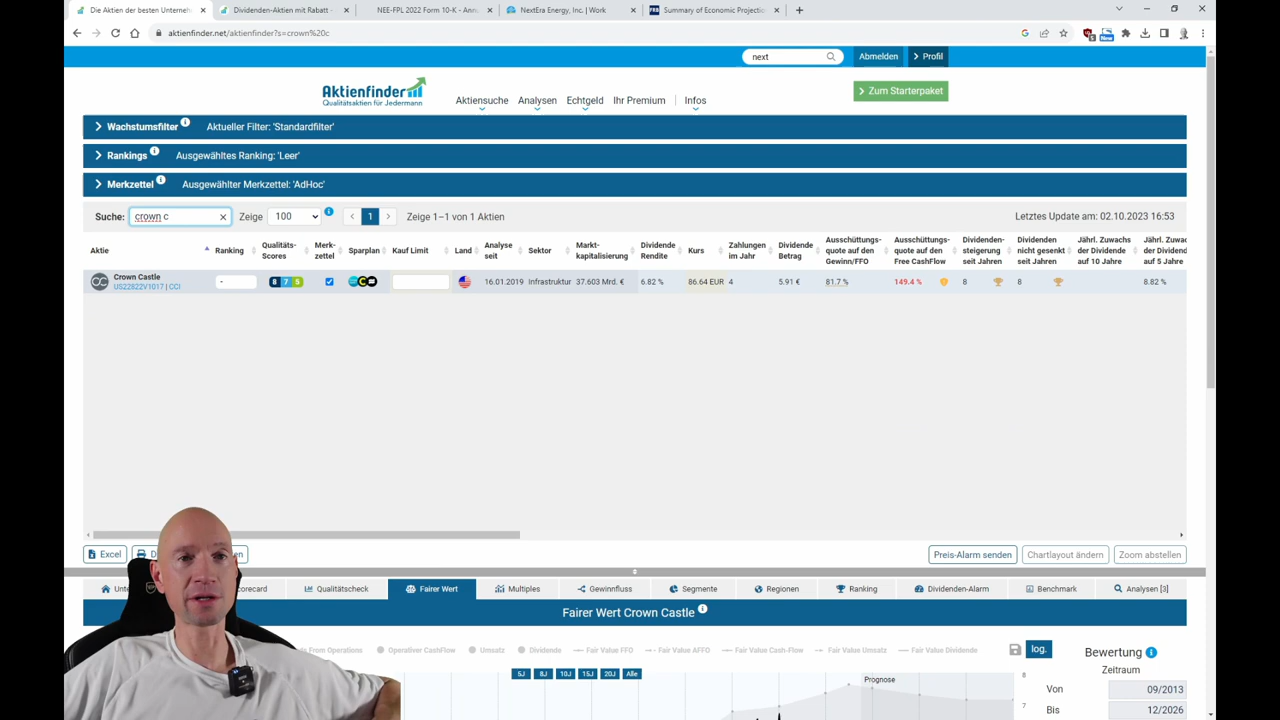 Die Aktien der besten Unterneh
Dividenden-Aktien mit Rabatt -
NEE-FPL 2022 Form 10-K - Annu
NextEra Energy, Inc. | Work
Summary of Economic Projection
aktienfinder.net/aktienfinder?s=crown%20c
next
Abmelden
Profil
Aktienfinder
Qualitätsaktien für Jedermann
Aktiensuche
Analysen
Echtgeld
Ihr Premium
Infos
Zum Starterpaket
Wachstumsfilter Aktueller Filter: 'Standardfilter'
Rankings Ausgewähltes Ranking: 'Leer'
Merkzettel Ausgewählter Merkzettel: 'AdHoc'
Suche: crown c Zeige 100 1 Zeige 1–1 von 1 Aktien Letztes Update am: 02.10.2023 16:53
Aktie Ranking Qualitäts-Scores Merk-zettel Sparplan Kauf Limit Land Analyse seit Sektor Markt-kapitalisierung Dividende Rendite Kurs Zahlungen im Jahr Dividende Betrag Ausschüttungs-quote auf den Gewinn/FFO Ausschüttungs-quote auf den Free CashFlow Dividenden-steigerung seit Jahren Dividenden nicht gesenkt seit Jahren Jährl. Zuwachs der Dividende auf 10 Jahre Jährl. Zuwac der Dividend auf 5 Jahre
Crown Castle - 8 7 5 16.01.2019 Infrastruktur 37.603 Mrd. € 6.82 % 86.64 EUR 4 5.91 € 81.7 % 149.4 % 8 8 8.82 %
US22822V1017 | CCI
Excel
D
en
Preis-Alarm senden
Chartlayout ändern
Zoom abstellen
Unt
ecorecard
Qualitätscheck
Fairer Wert
Multiples
Gewinnfluss
Segmente
Regionen
Ranking
Dividenden-Alarm
Benchmark
Analysen [3]
Fairer Wert Crown Castle
ds From Operations
Operativer CashFlow
Umsatz
Dividende
Fair Value FFO
Fair Value AFFO
Fair Value Cash-Flow
Fair Value Umsatz
Fair Value Dividende
log.
Bewertung
5J 8J 10J 15J 20J Alle
Zeitraum
Prognose
8
Von 09/2013
7
Bis 12/2026